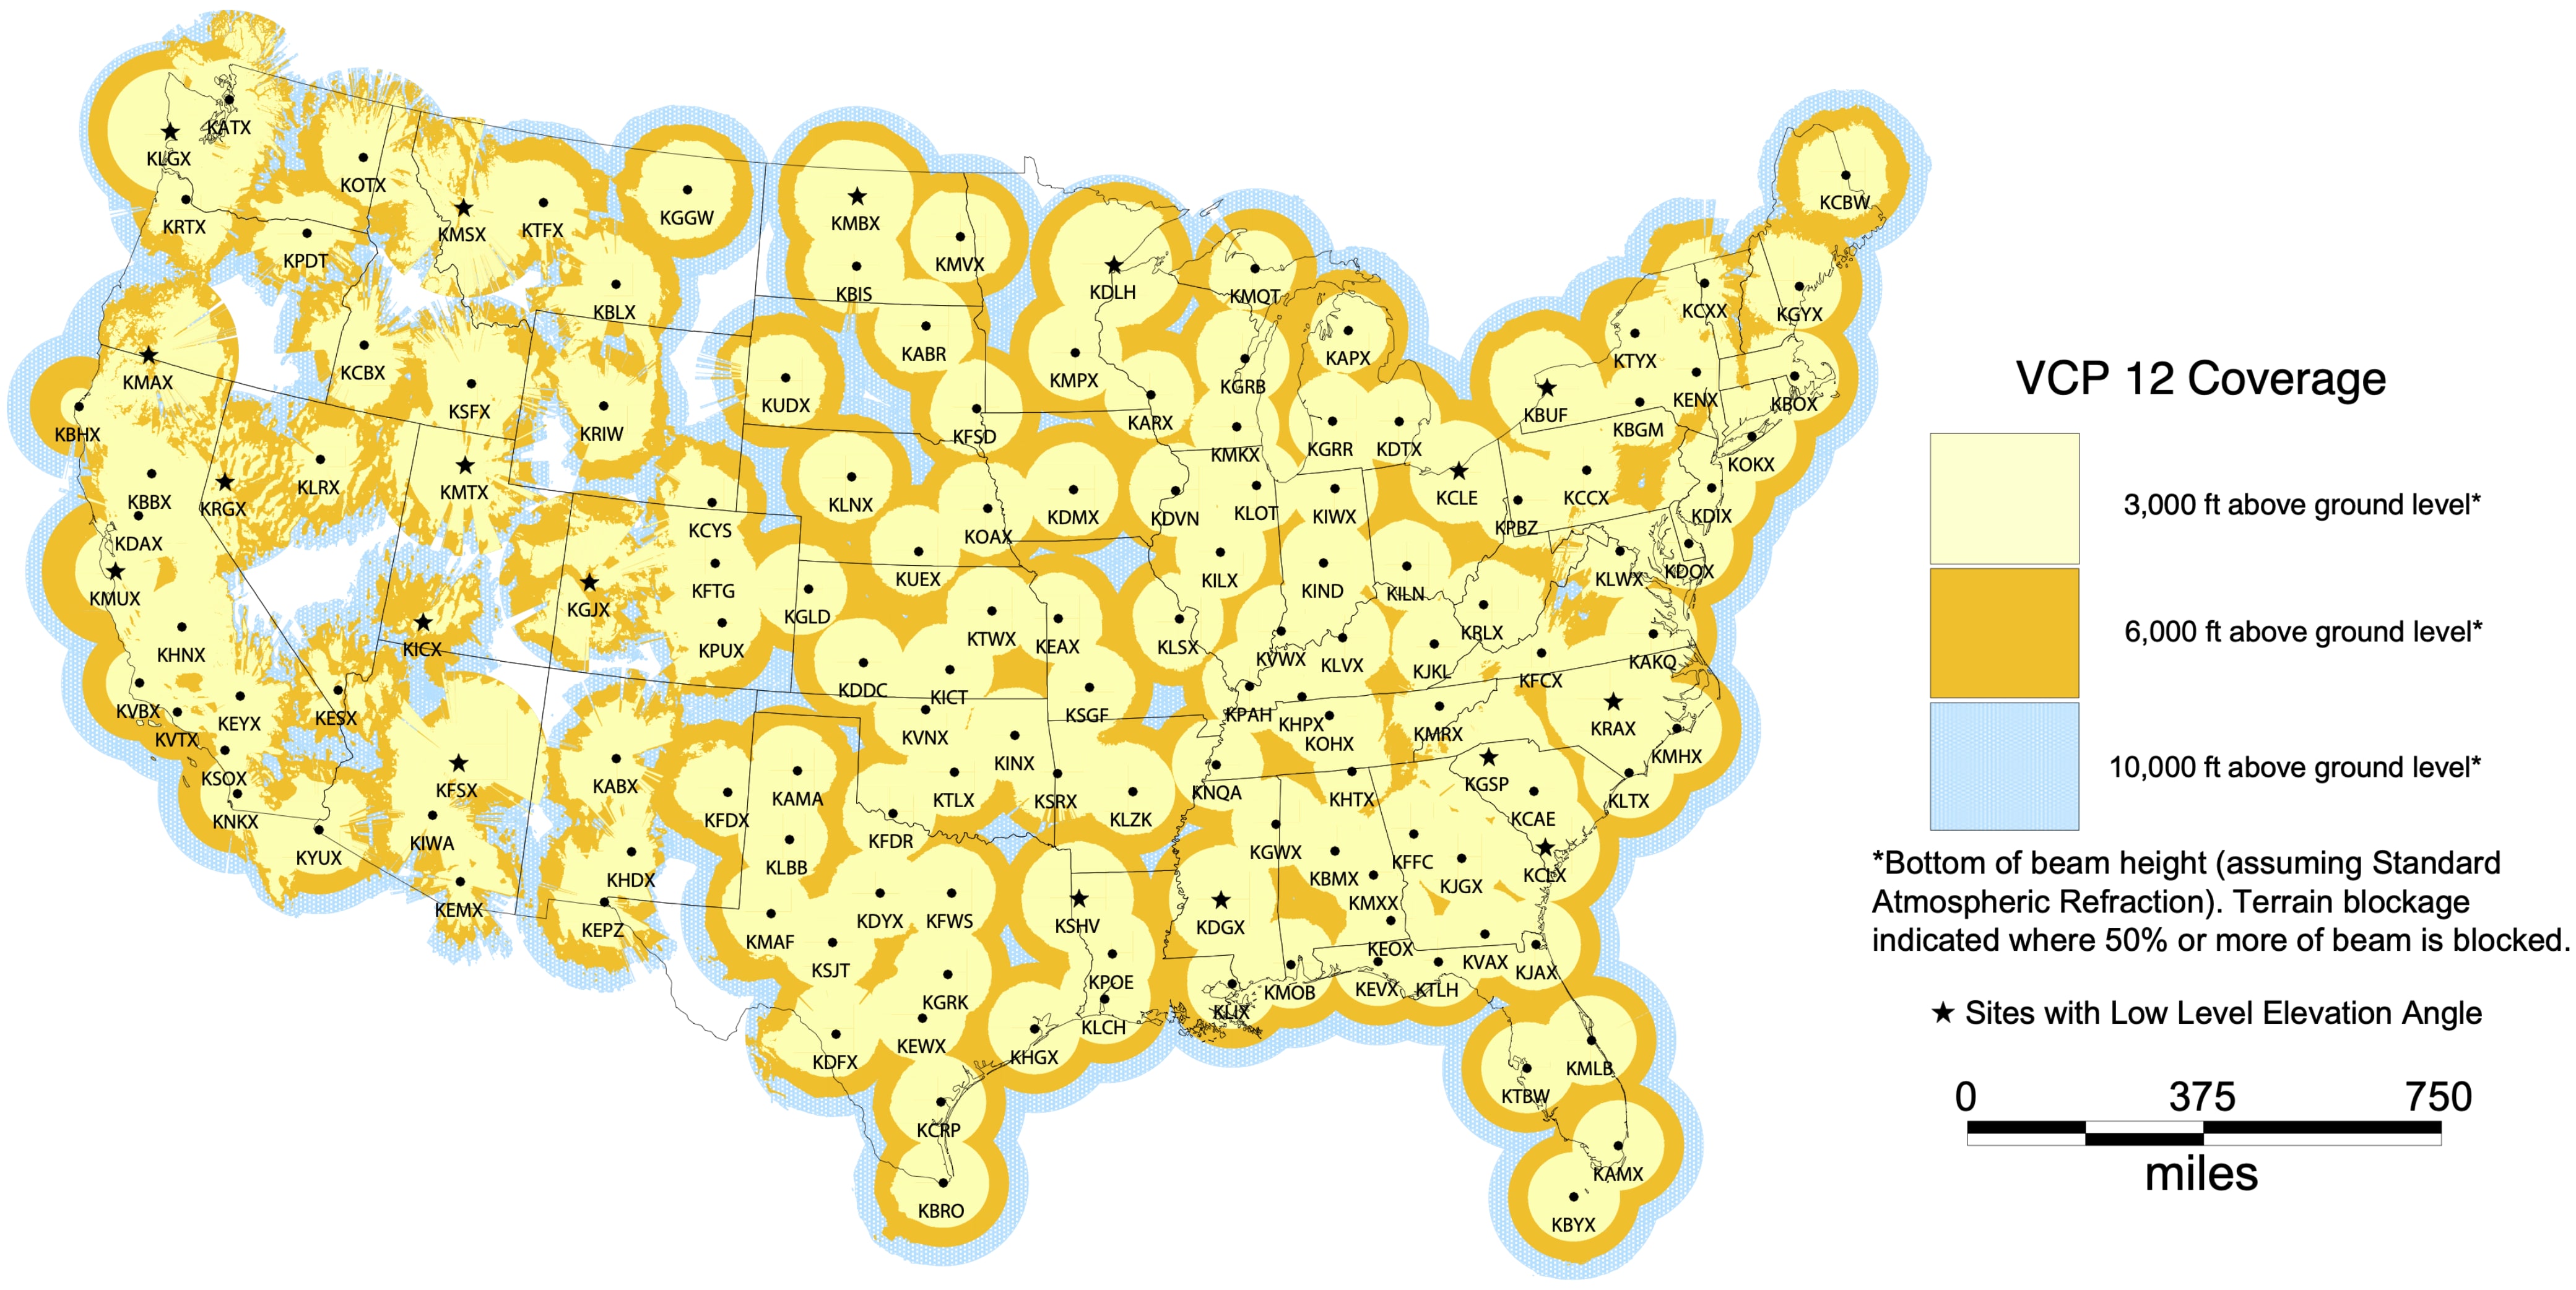 KATX
KLGX
KOTX
KRTX
KPDT
KMSX
KTFX
KGGW
KMBX
KMVX
KBIS
KBLX
KDLH
KMQT
KCBW
KCXX
KGYX
KMAX
KCBX
KSFX
KRIW
KUDX
KABR
KMPX
KGRB
KAPX
KTYX
VCP 12 Coverage
KBHX
KFSD
KARX
KMKX
KGRR
KDTX
KBUF
KBGM
KENX
KBOX
KBBX
KRGX
KLRX
KMTX
KCYS
KLNX
KOAX
KDMX
KDVN
KLOT
KIWX
KCLE
KPBZ
KCCX
KDIX
KOKX
3,000 ft above ground level*
KDAX
KMUX
KICX
KGJX
KFTG
KGLD
KUEX
KILX
KIND
KILN
KLWX
KDOX
KHNX
KPUX
KTWX
KEAX
KLSX
KVWX
KLVX
KJKL
KRLX
KFCX
KAKQ
6,000 ft above ground level*
KVBX
KVTX
KEYX
KESX
KDDC
KICT
KSGF
KPAH
KHPX
KOHX
KMRX
KRAX
KMHX
KSOX
KFSX
KABX
KFDX
KAMA
KVNX
KINX
KTLX
KSRX
KLZK
KNQA
KHTX
KGSP
KCAE
KLTX
10,000 ft above ground level*
KNKX
KYUX
KIWA
KHDX
KLBB
KFDR
KGWX
KBMX
KFFC
KJGX
KCLX
*Bottom of beam height (assuming Standard
Atmospheric Refraction). Terrain blockage
indicated where 50% or more of beam is blocked.
KEMX
KEPZ
KMAF
KSJT
KDYX
KFWS
KSHV
KDGX
KMXX
KEOX
KVAX
KJAX
KGRK
KPOE
KLCH
KLIX
KMOB
KEVX
KTLH
★ Sites with Low Level Elevation Angle
KDFX
KEWX
KHGX
KTBW
KMLB
0 375 750
miles
KCRP
KBRO
KAMX
KBYX